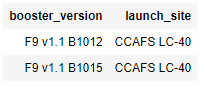 booster_version launch_site
F9 v1.1 B1012 CCAFS LC-40
F9 v1.1 B1015 CCAFS LC-40